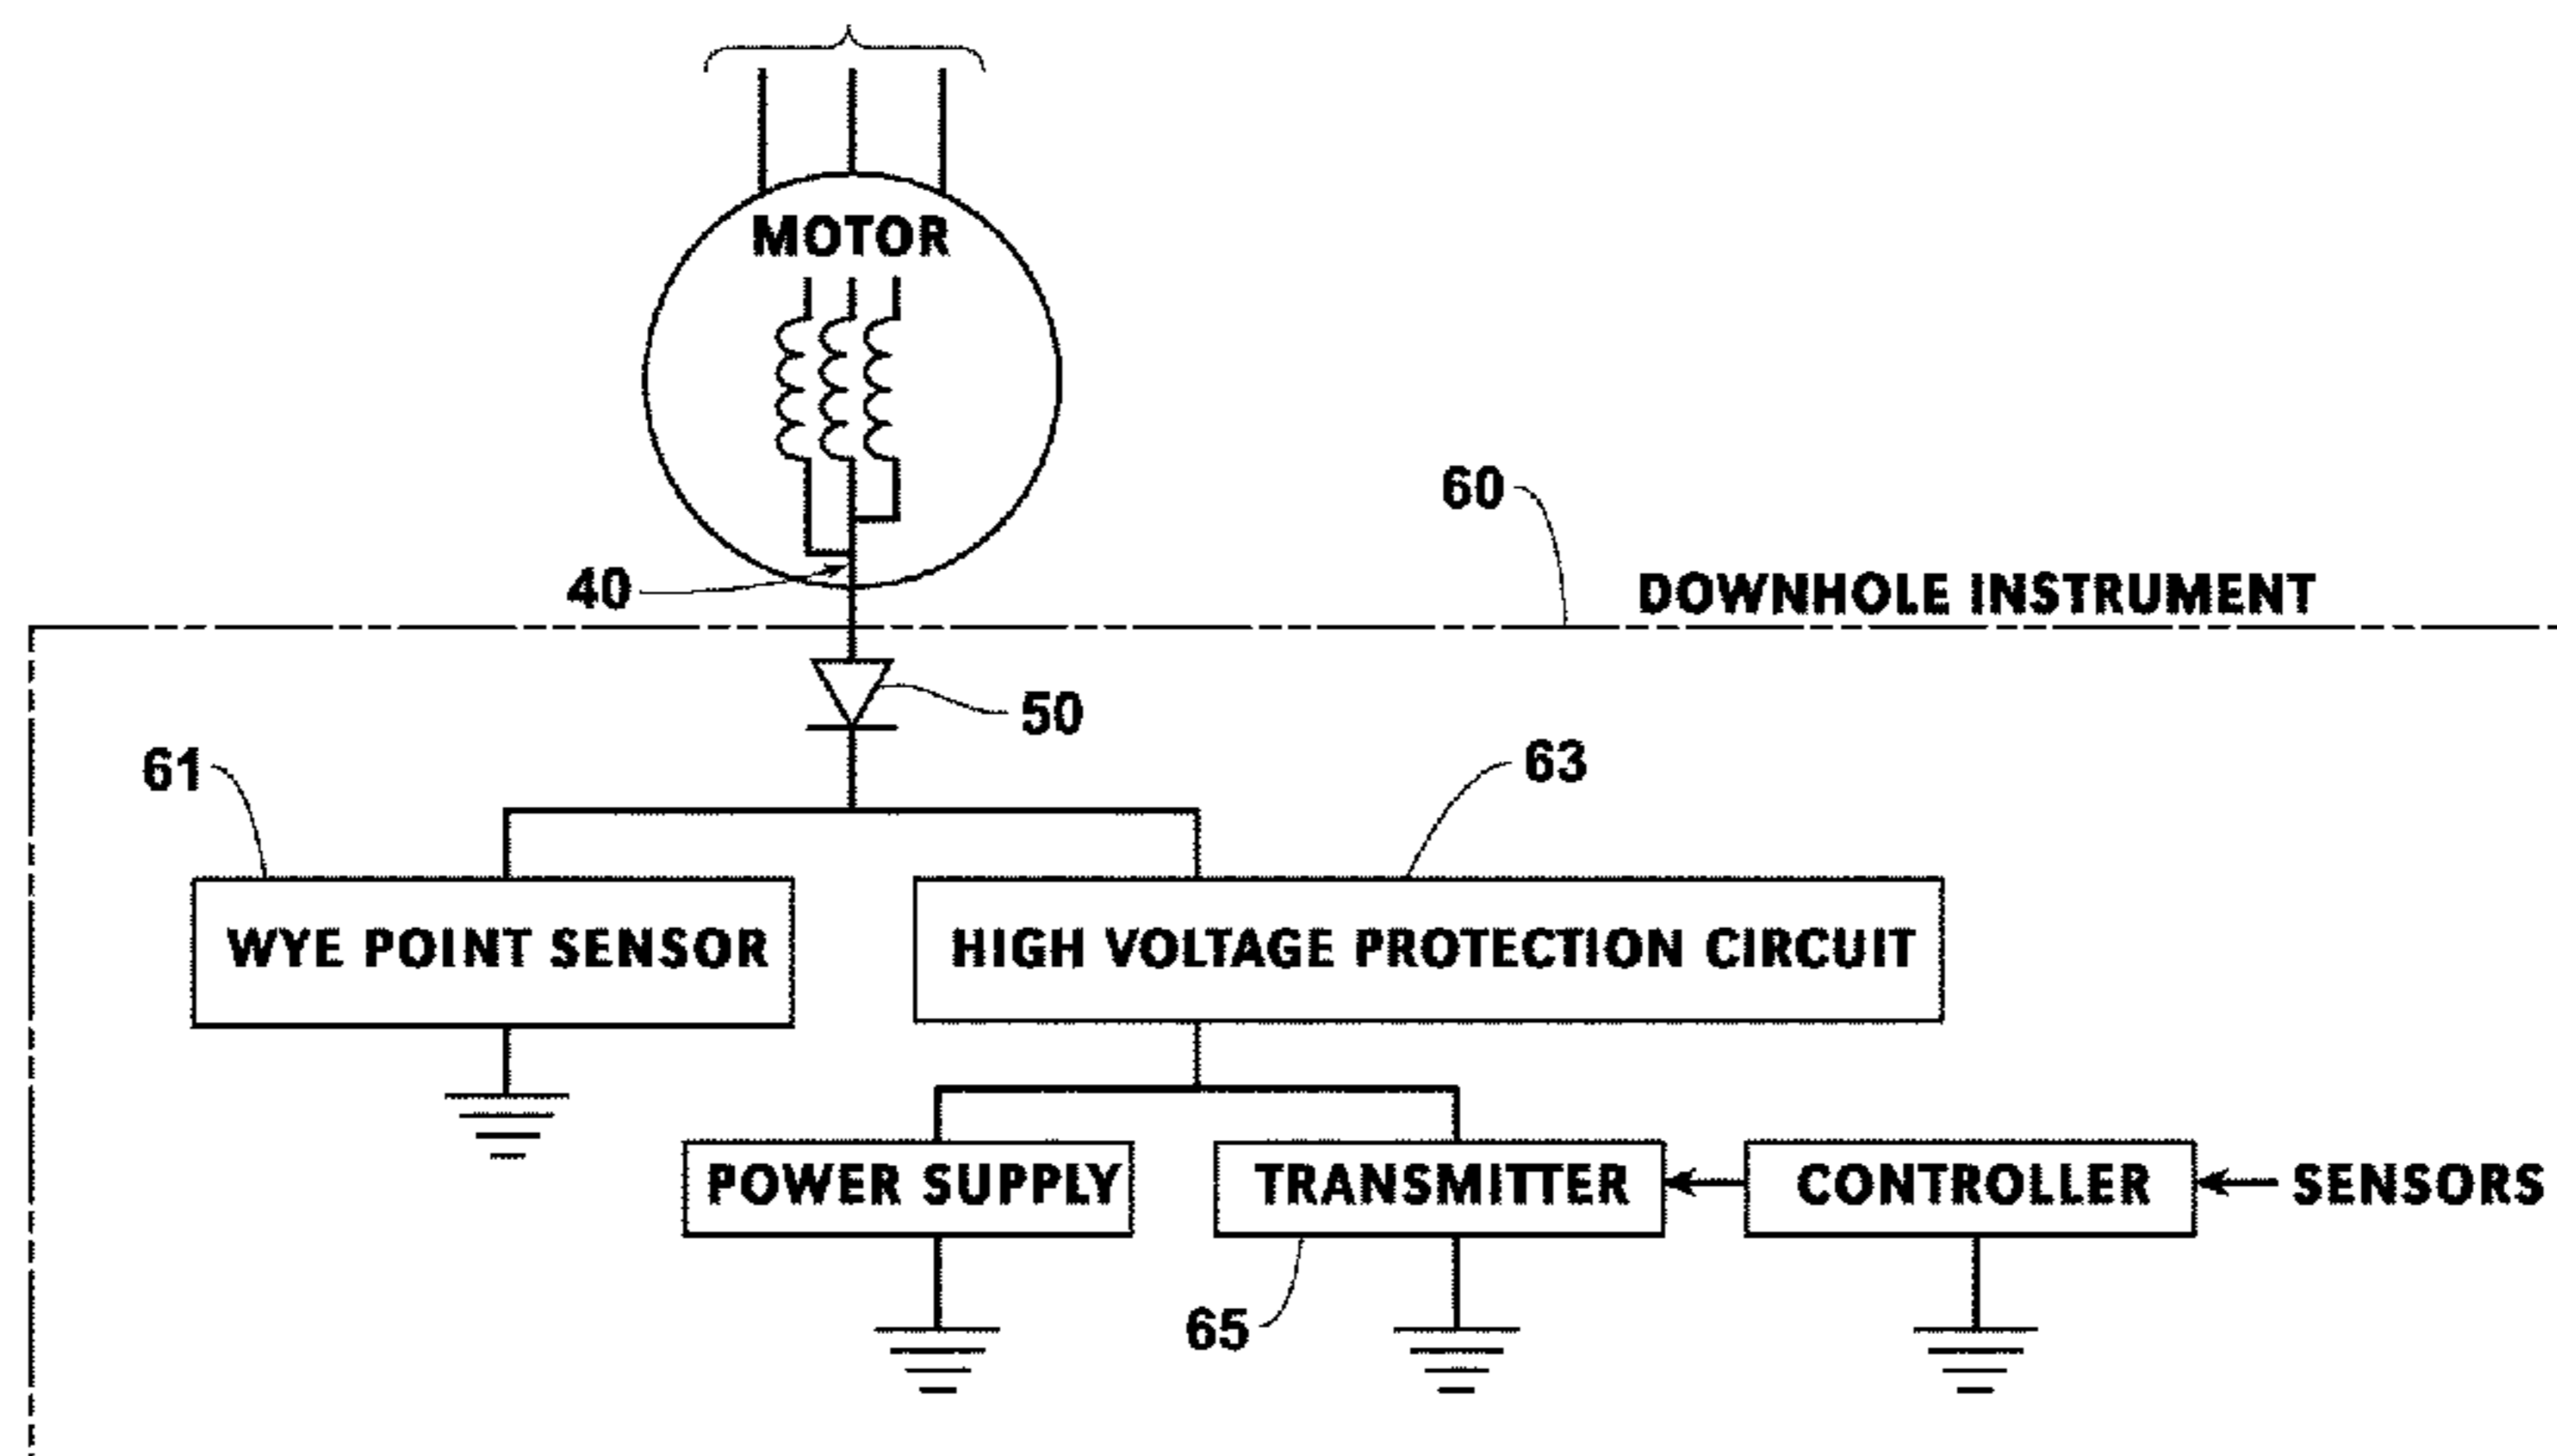 MOTOR
60
40
DOWNHOLE INSTRUMENT
50
61
63
WYE POINT SENSOR
HIGH VOLTAGE PROTECTION CIRCUIT
POWER SUPPLY
TRANSMITTER
CONTROLLER
SENSORS
65